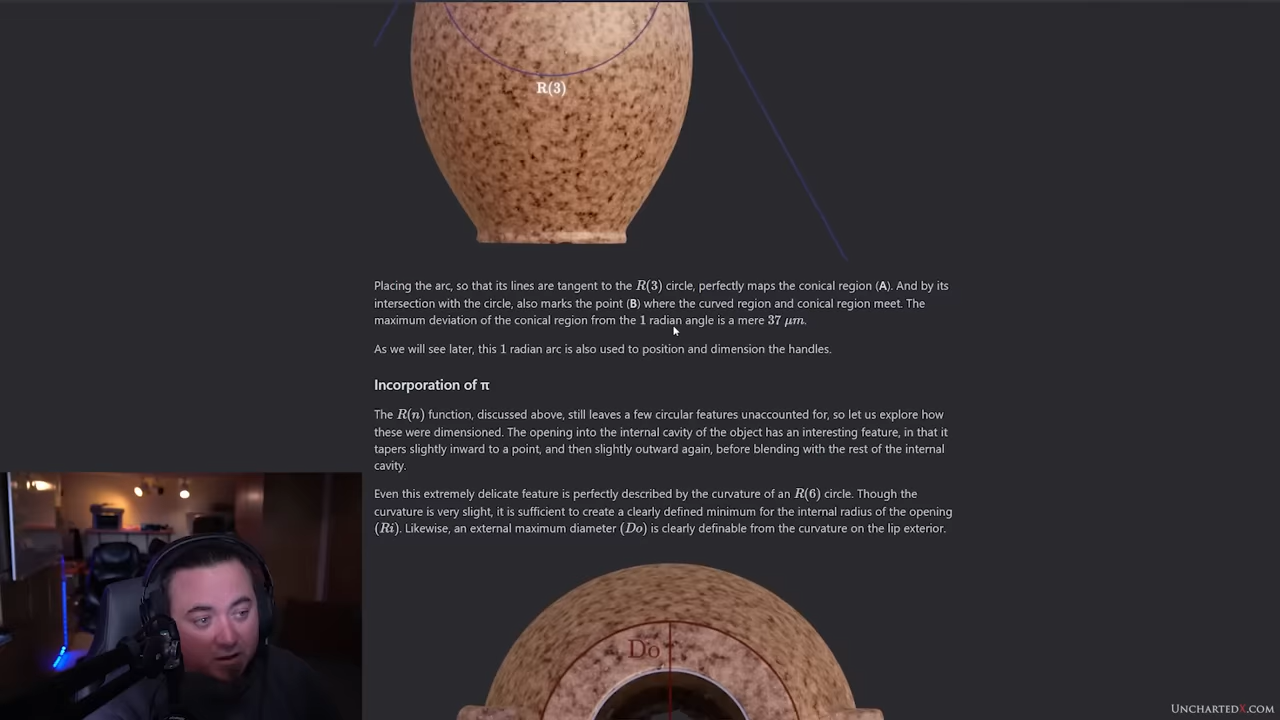 R(3)
Placing the arc, so that its lines are tangent to the R(3) circle, perfectly maps the conical region (A). And by its
intersection with the circle, also marks the point (B) where the curved region and conical region meet. The
maximum deviation of the conical region from the 1 radian angle is a mere 37 μm.
As we will see later, this 1 radian arc is also used to position and dimension the handles.
Incorporation of π
The R(n) function, discussed above, still leaves a few circular features unaccounted for, so let us explore how
these were dimensioned. The opening into the internal cavity of the object has an interesting feature, in that it
tapers slightly inward to a point, and then slightly outward again, before blending with the rest of the internal
cavity.
Even this extremely delicate feature is perfectly described by the curvature of an R(6) circle. Though the
curvature is very slight, it is sufficient to create a clearly defined minimum for the internal radius of the opening
(Ri). Likewise, an external maximum diameter (Do) is clearly definable from the curvature on the lip exterior.
Do
UNCHARTEDX.COM